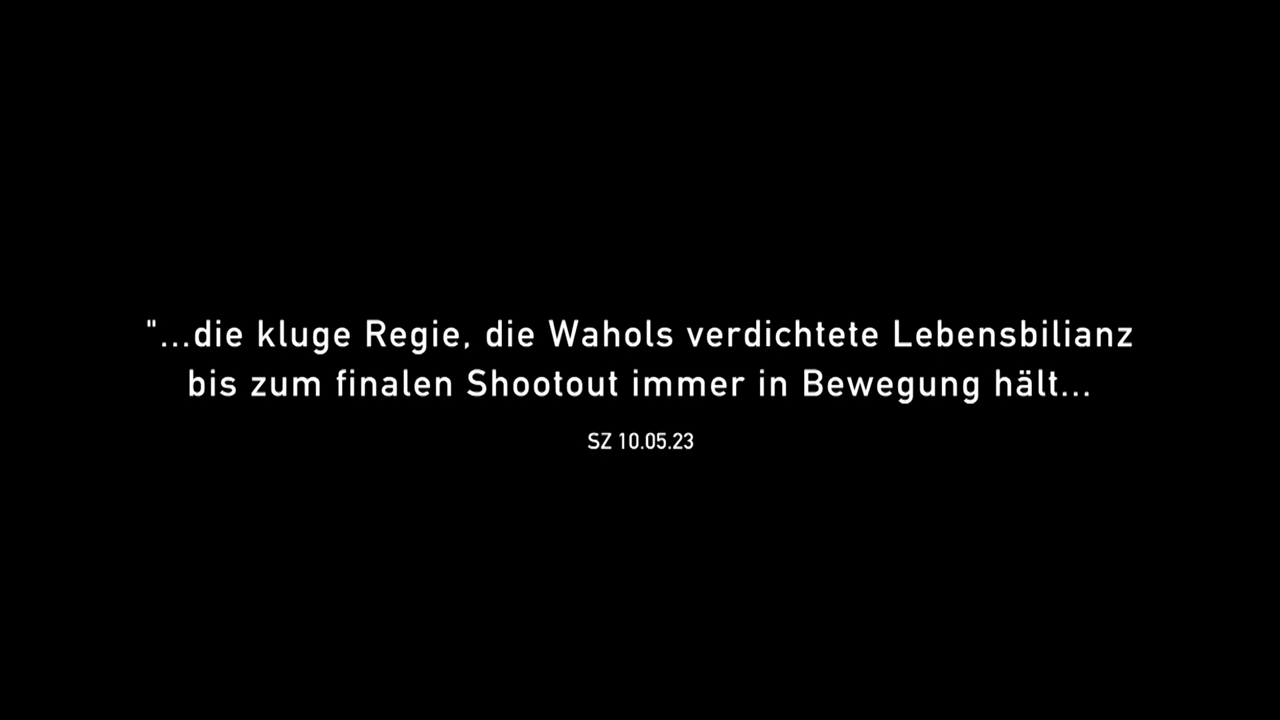 "...die kluge Regie, die Wahols verdichtete Lebensbilianz
bis zum finalen Shootout immer in Bewegung hält...
SZ 10.05.23